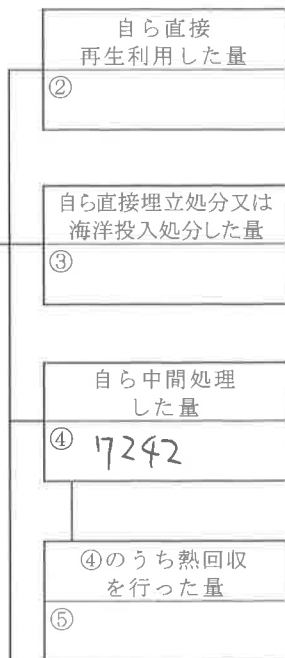 自ら直接
再生利用した量
②
自ら直接埋立処分又は
海洋投入処分した量
③
自ら中間処理
した量
④ 17242
④のうち熱回収
を行った量
⑤